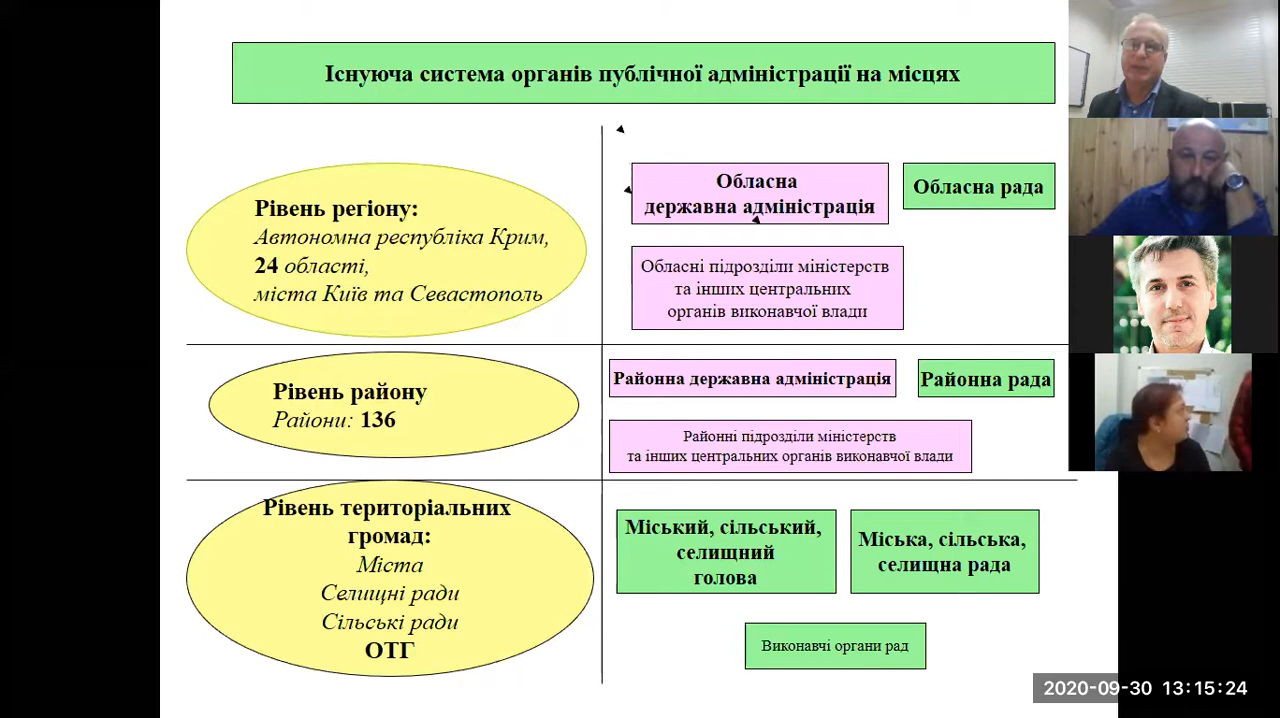 Існуюча система органів публічної адміністрації на місцях
Рівень регіону:
Автономна республіка Крим,
24 області,
міста Київ та Севастополь
Обласна
державна адміністрація
Обласна рада
Обласні підрозділи міністерств
та інших центральних
органів виконавчої влади
Рівень району
Райони: 136
Районна державна адміністрація
Районна рада
Районні підрозділи міністерств
та інших центральних органів виконавчої влади
Рівень територіальних
громад:
Міста
Селищні ради
Сільські ради
ОТГ
Міський, сільський,
селищний
голова
Міська, сільська,
селищна рада
Виконавчі органи рад
2020-09-30 13:15:24